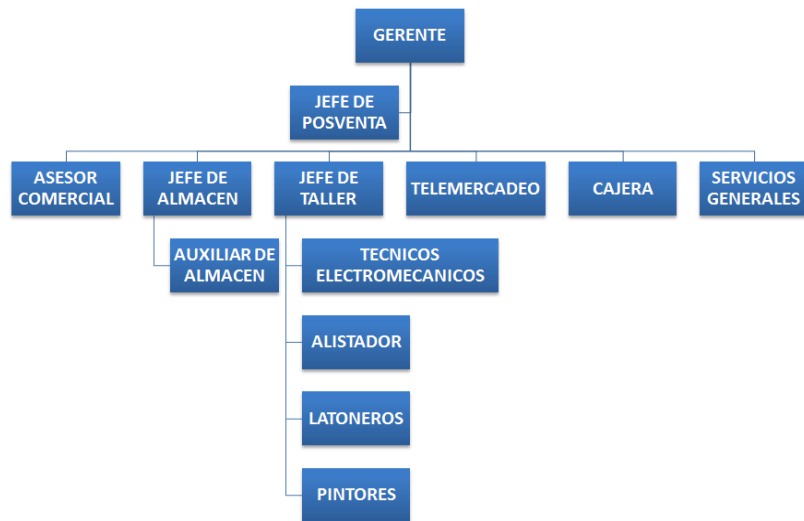 GERENTE
JEFE DE
POSVENTA
ASESOR
COMERCIAL
JEFE DE
ALMACEN
JEFE DE
TALLER
TELEMERCADEO
CAJERA
SERVICIOS
GENERALES
AUXILIAR DE
ALMACEN
TECNICOS
ELECTROMECANICOS
ALISTADOR
LATONEROS
PINTORES